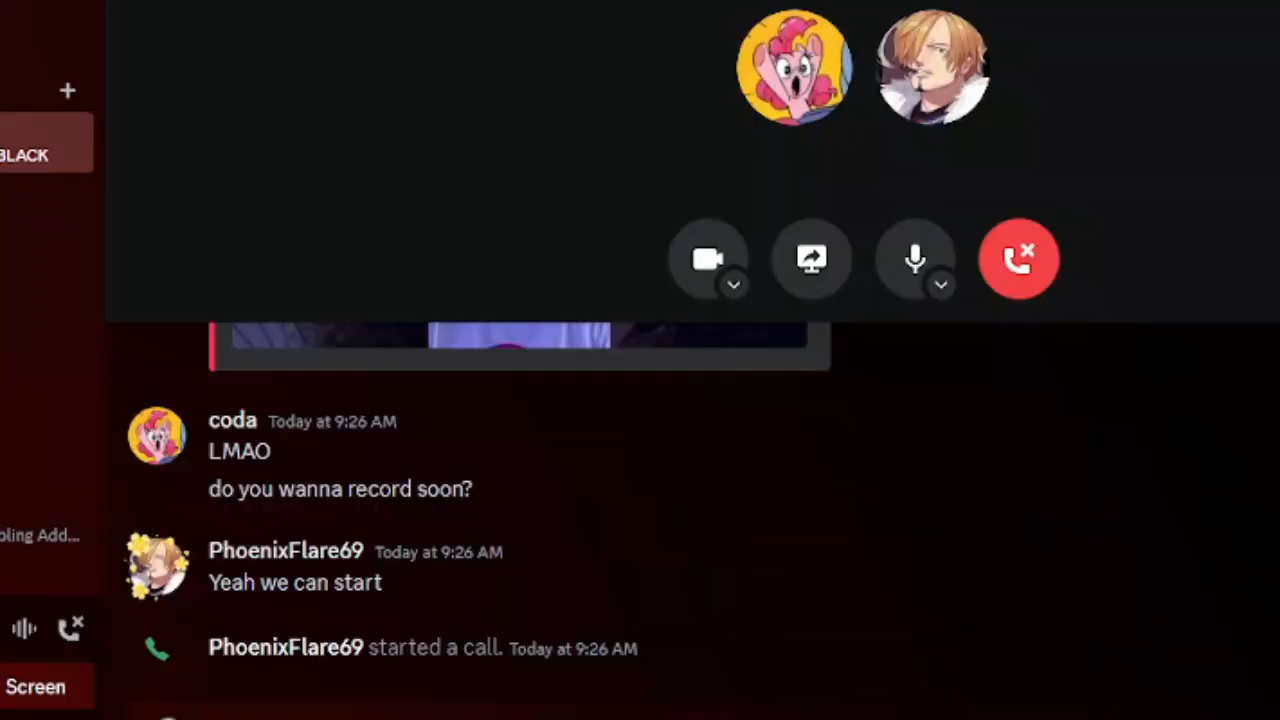 BLACK
coda Today at 9:26 AM
LMAO
do you wanna record soon?
PhoenixFlare69 Today at 9:26 AM
Yeah we can start
PhoenixFlare69 started a call. Today at 9:26 AM
Add...
Screen